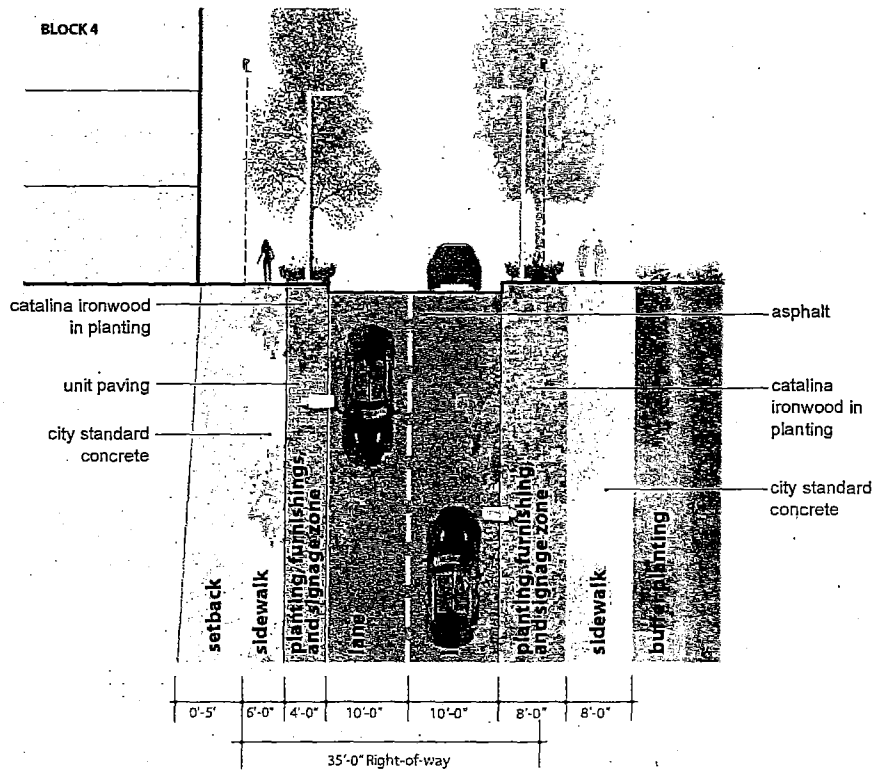 BLOCK 4
catalina ironwood
in planting
unit paving
city standard
concrete
asphalt
catalina
ironwood in
planting
city standard
concrete
setback
sidewalk
planting, furnishings,
and signage zone
lane
planting, furnishing,
and signage zone
sidewalk
buffer planting
0'-5'
6'-0"
4'-0"
10'-0"
10'-0"
8'-0"
8'-0"
35'-0" Right-of-way